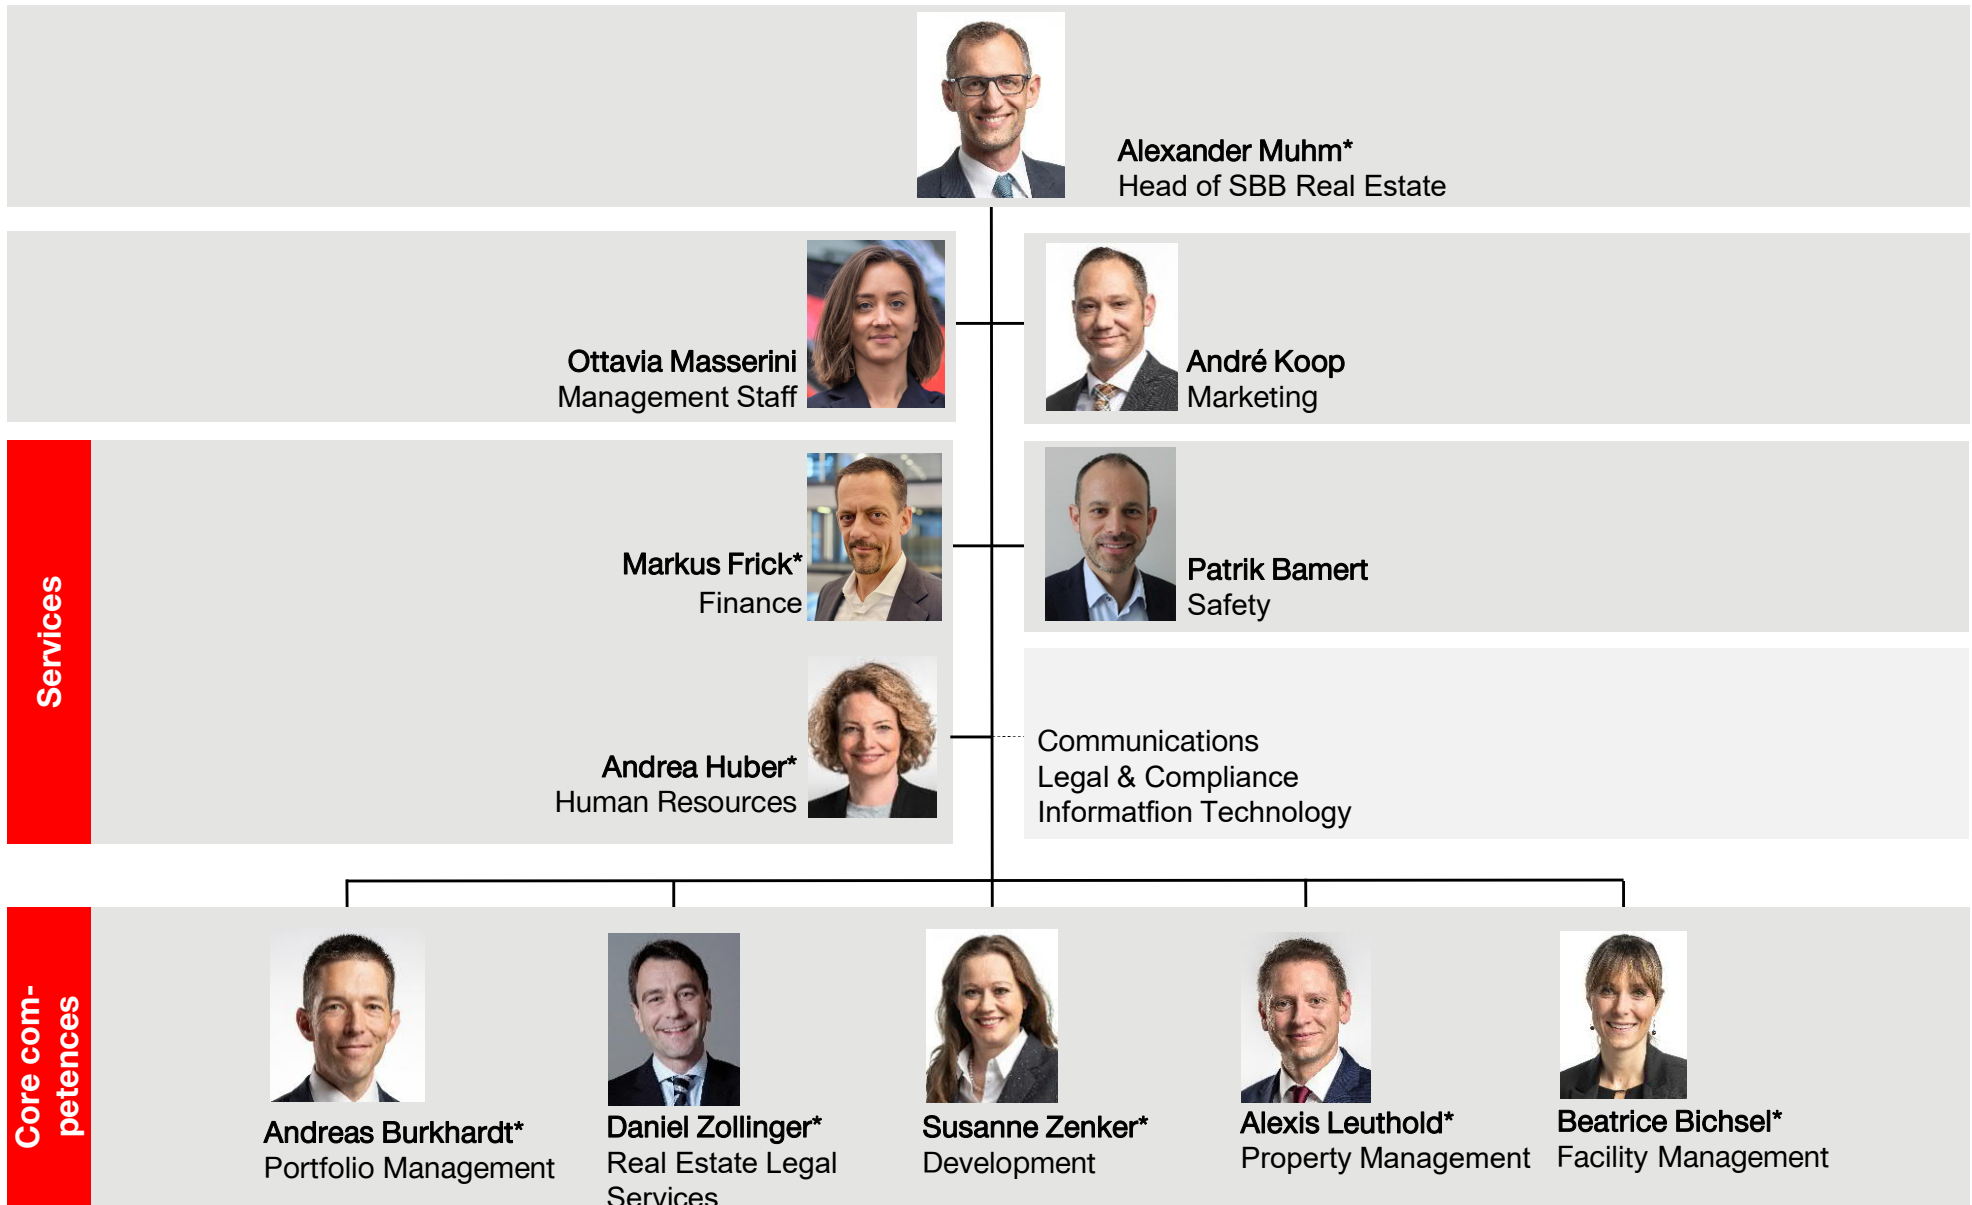 Alexander Muhm*
Head of SBB Real Estate
Ottavia Masserini
Management Staff
André Koop
Marketing
Services
Markus Frick*
Finance
Patrik Bamert
Safety
Andrea Huber*
Human Resources
Communications
Legal & Compliance
Informatfion Technology
Core com-
petences
Andreas Burkhardt*
Portfolio Management
Daniel Zollinger*
Real Estate Legal
Services
Susanne Zenker*
Development
Alexis Leuthold*
Property Management
Beatrice Bichsel*
Facility Management